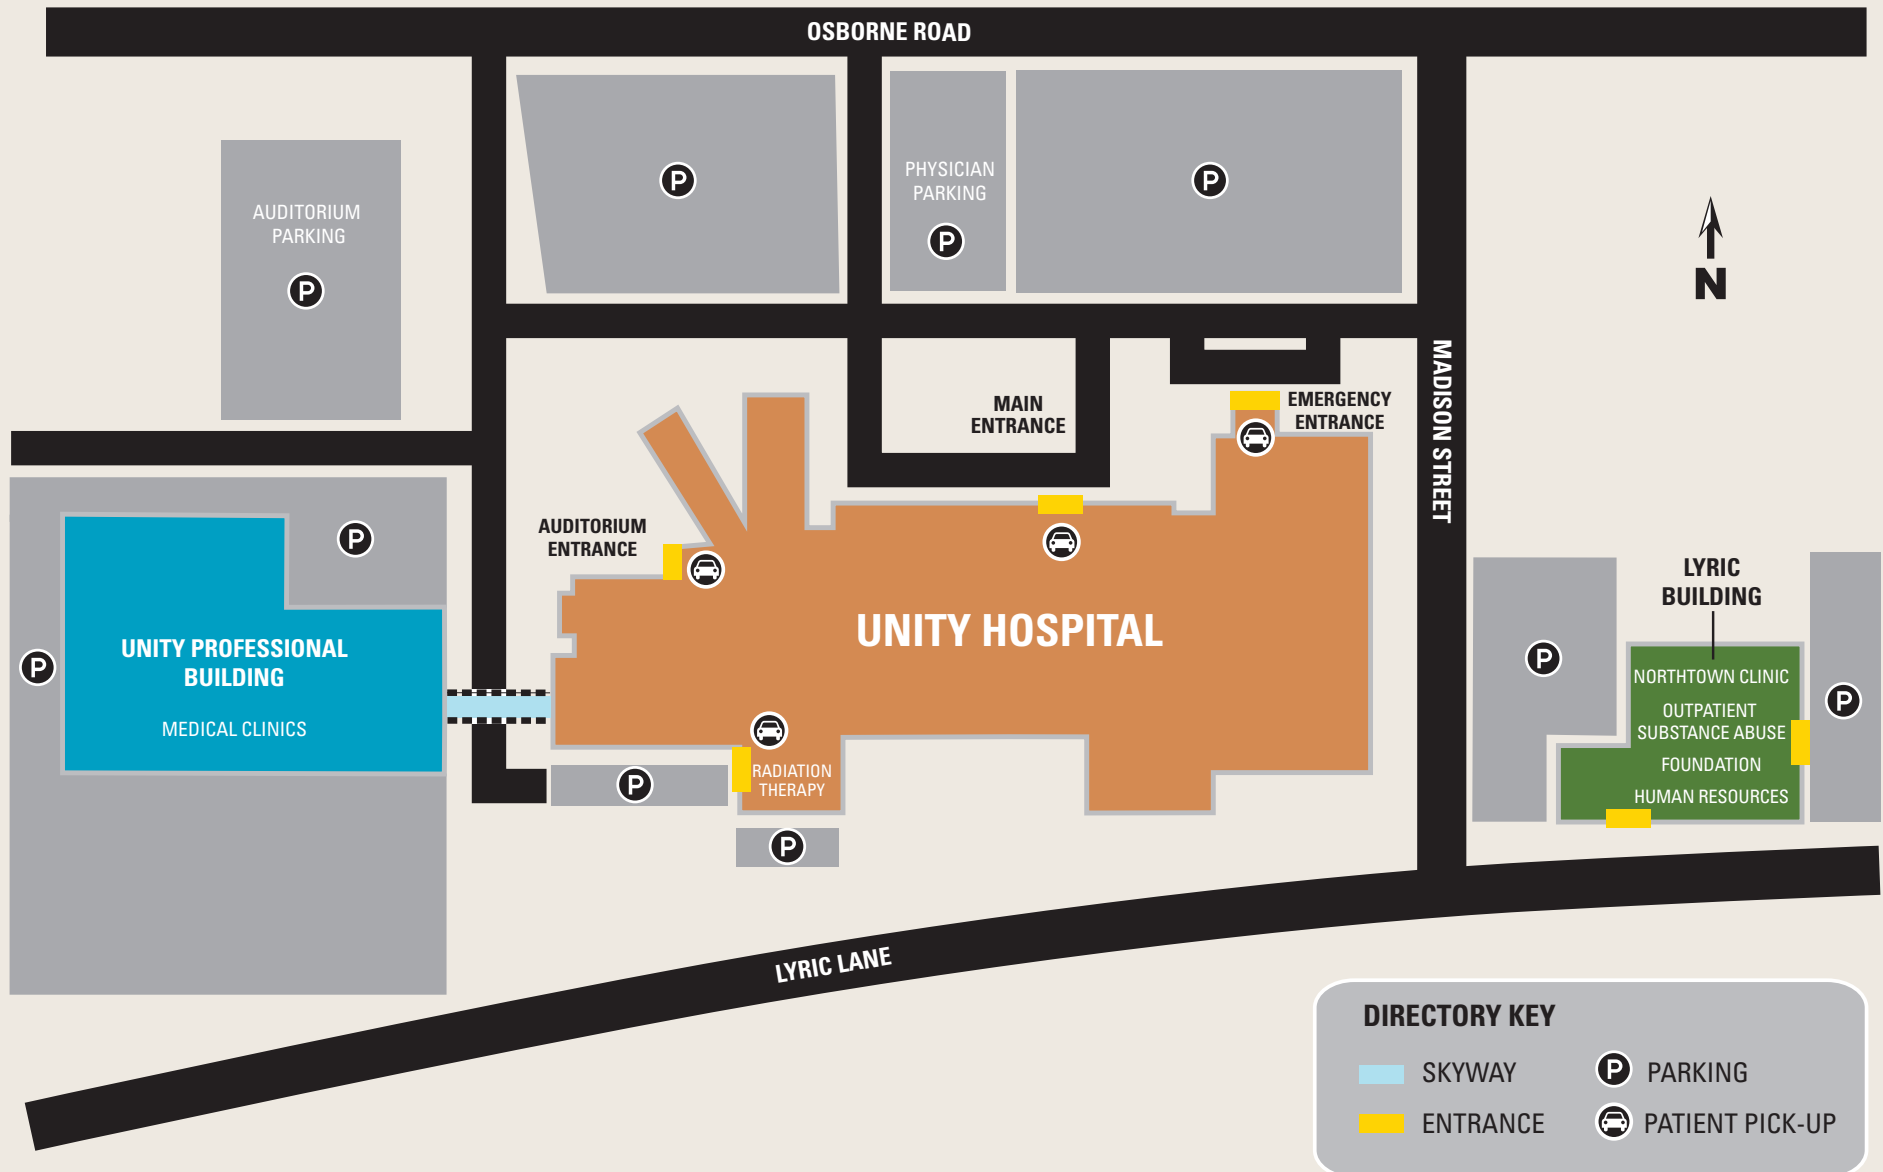 OSBORNE ROAD
AUDITORIUM
PARKING
P
P
PHYSICIAN
PARKING
P
P
N
MADISON STREET
MAIN
ENTRANCE
EMERGENCY
ENTRANCE
AUDITORIUM
ENTRANCE
P
P
UNITY PROFESSIONAL
BUILDING
MEDICAL CLINICS
UNITY HOSPITAL
RADIATION
THERAPY
P
P
LYRIC
BUILDING
P
P
NORTHTOWN CLINIC
OUTPATIENT
SUBSTANCE ABUSE
FOUNDATION
HUMAN RESOURCES
LYRIC LANE
DIRECTORY KEY
SKYWAY
P PARKING
ENTRANCE
PATIENT PICK-UP